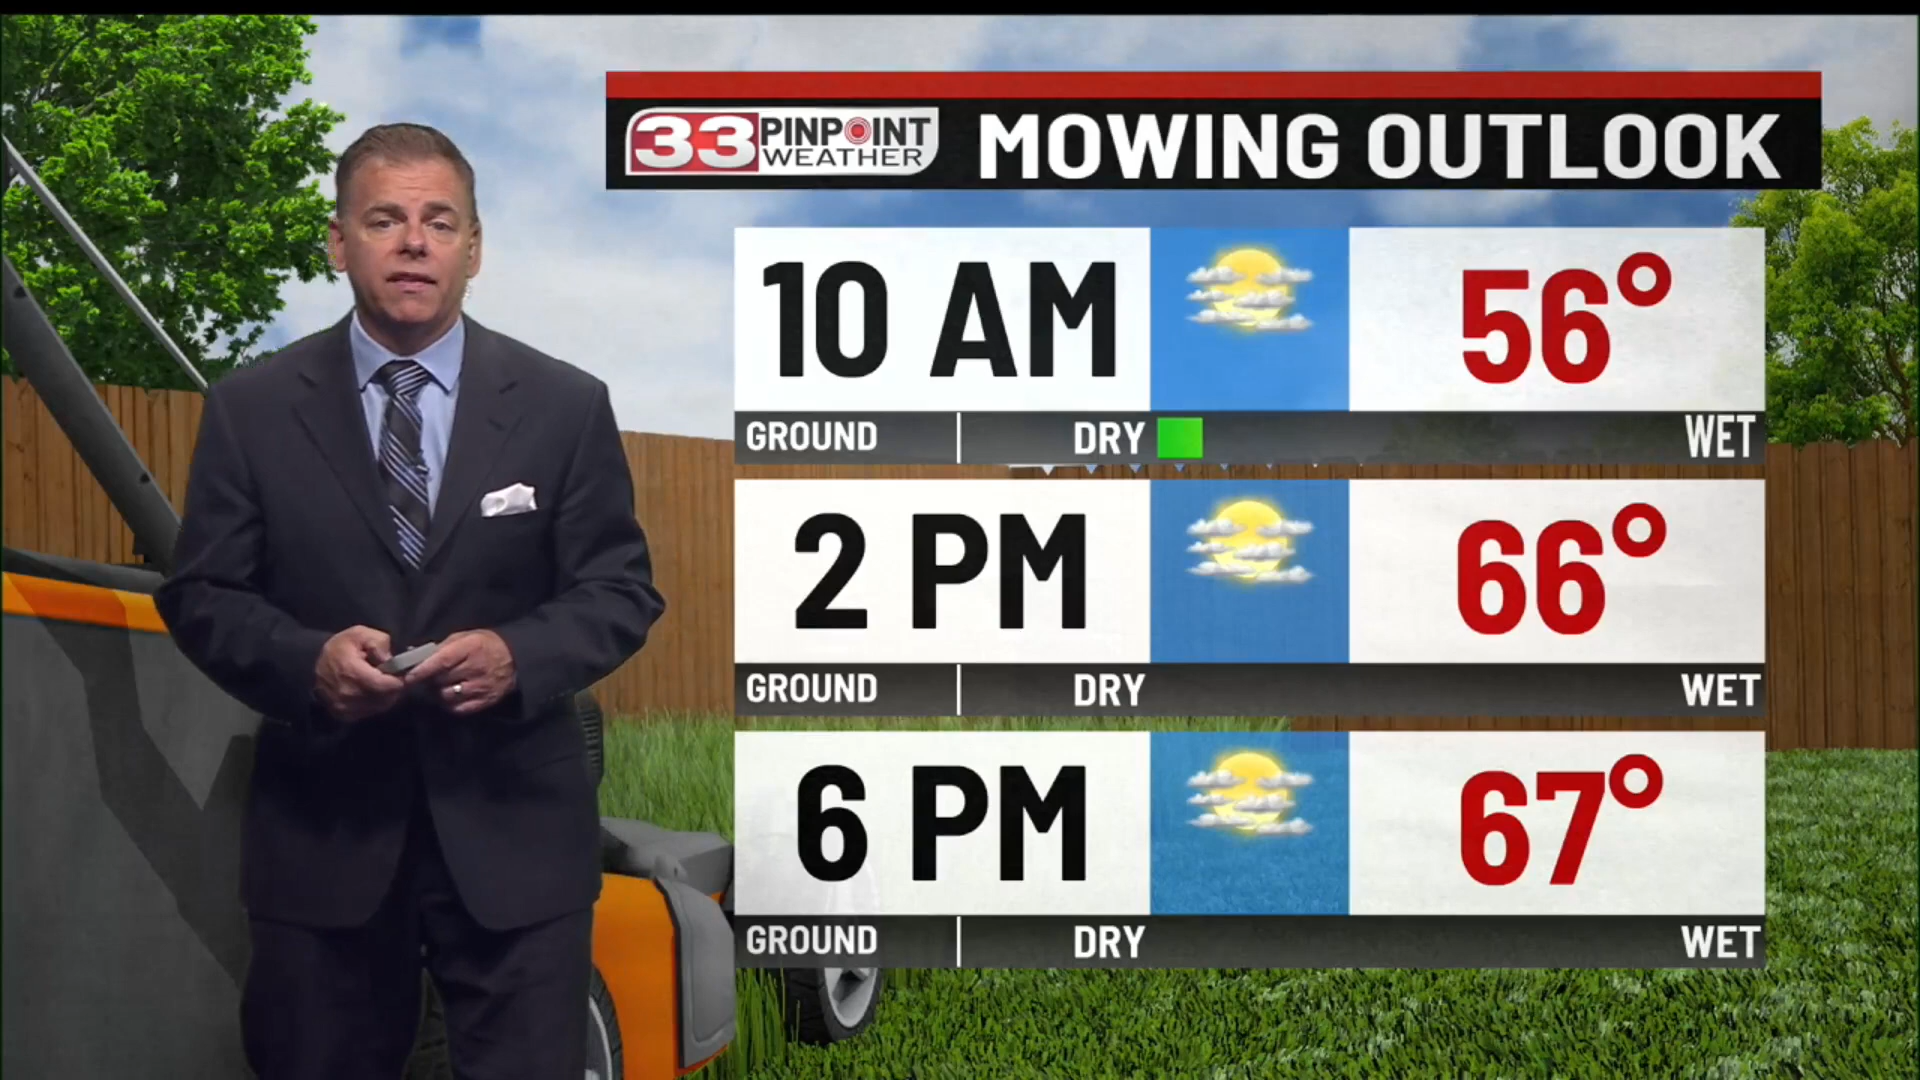 33 PINPOINT WEATHER MOWING OUTLOOK
10 AM 56°
GROUND DRY WET
2 PM 66°
GROUND DRY WET
6 PM 67°
GROUND DRY WET